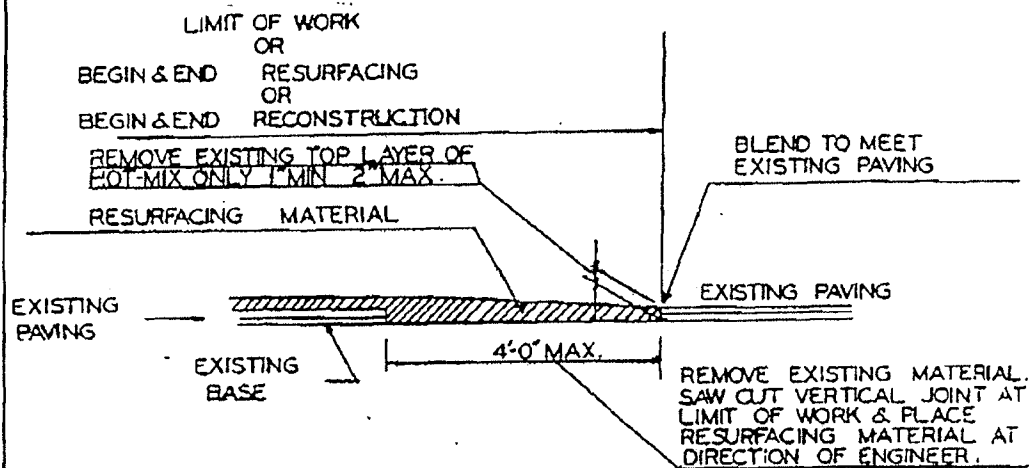 LIMIT OF WORK
OR
BEGIN & END RESURFACING
OR
BEGIN & END RECONSTRUCTION
REMOVE EXISTING TOP LAYER OF
HOT-MIX ONLY 1" MIN 2" MAX.
RESURFACING MATERIAL
BLEND TO MEET
EXISTING PAVING
EXISTING
PAVING
EXISTING PAVING
EXISTING
BASE
4'-0" MAX.
REMOVE EXISTING MATERIAL.
SAW CUT VERTICAL JOINT AT
LIMIT OF WORK & PLACE
RESURFACING MATERIAL AT
DIRECTION OF ENGINEER.